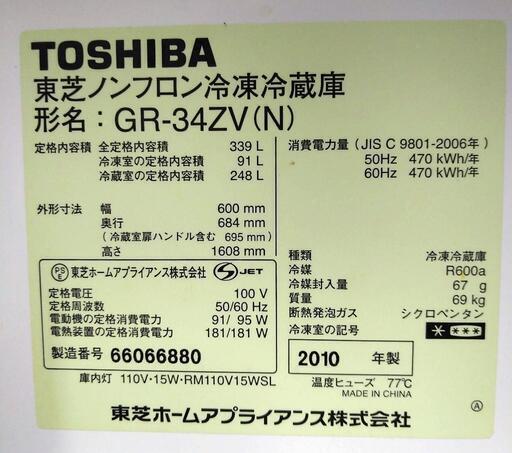 TOSHIBA
東芝ノンフロン冷凍冷蔵庫
形名：GR-34ZV(N)
定格内容積 全定格内容積 339 L
冷凍室の定格内容積 91 L
冷蔵室の定格内容積 248 L
消費電力量（JIS C 9801-2006年）
50Hz 470 kWh/年
60Hz 470 kWh/年
外形寸法 幅 600 mm
奥行 684 mm
（冷蔵室扉ハンドル含む 695 mm）
高さ 1608 mm
PS E 東芝ホームアプライアンス株式会社 JET
定格電圧 100 V
定格周波数 50/60 Hz
電動機の定格消費電力 91/ 95 W
電熱装置の定格消費電力 181/181 W
製造番号 66066880
種類 冷凍冷蔵庫
冷媒 R600a
冷媒封入量 67 g
質量 69 kg
断熱発泡ガス シクロペンタン
冷凍室の記号
2010 年製
庫内灯 110V・15W・RM110V15WSL
温度ヒューズ 77℃
MADE IN CHINA
東芝ホームアプライアンス株式会社
Ⓐ